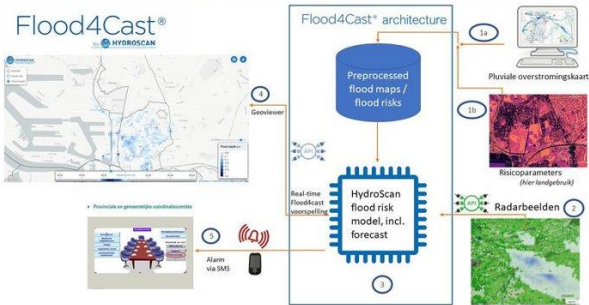 Flood4Cast®
By HYDROSCAN
Flood4Cast® architecture
1a
Pluviale overstromingskaart
Preprocessed
flood maps /
flood risks
1b
Risicoparameters
(hier landgebruik)
4
Geoviewer
API
Real-time
Flood4cast
voorspelling
HydroScan
flood risk
model, incl.
forecast
3
API
Radarbeelden
2
Provinciale en gemeentelijke coördinatiecentra
5
Alarm
via SMS